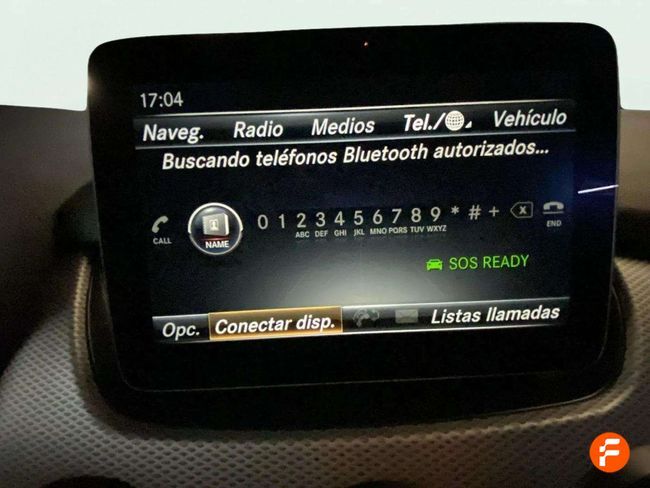 17:04
Naveg. Radio Medios Tel./ Vehículo
Buscando teléfonos Bluetooth autorizados...
CALL NAME 0 1 2 3 4 5 6 7 8 9 * # + END
ABC DEF GHI JKL MNO PQRS TUV WXYZ
SOS READY
Opc. Conectar disp. Listas llamadas